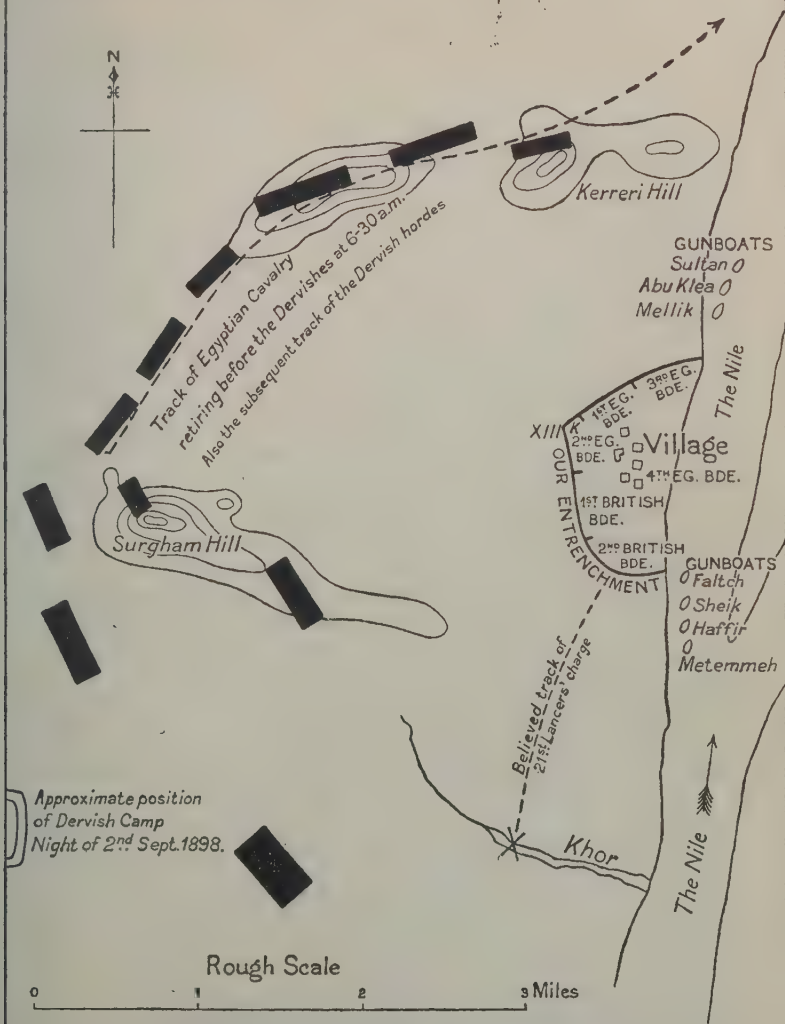 N
Kerreri Hill
GUNBOATS
Sultan
Abu Klea
Mellik
Track of Egyptian Cavalry
retiring before the Dervishes at 6-30 a.m.
Also the subsequent track of the Dervish hordes
The Nile
3RD EG.
BDE.
1ST EG.
BDE.
XIII
2ND EG.
BDE.
Village
4TH EG. BDE.
OUR ENTRENCHMENT
1ST BRITISH
BDE.
2ND BRITISH
BDE.
Surgham Hill
GUNBOATS
Faltch
Sheik
Haffir
Metemmeh
Believed track of
21st Lancers' charge
Approximate position
of Dervish Camp
Night of 2nd Sept. 1898.
Khor
The Nile
Rough Scale
0 1 2 3 Miles